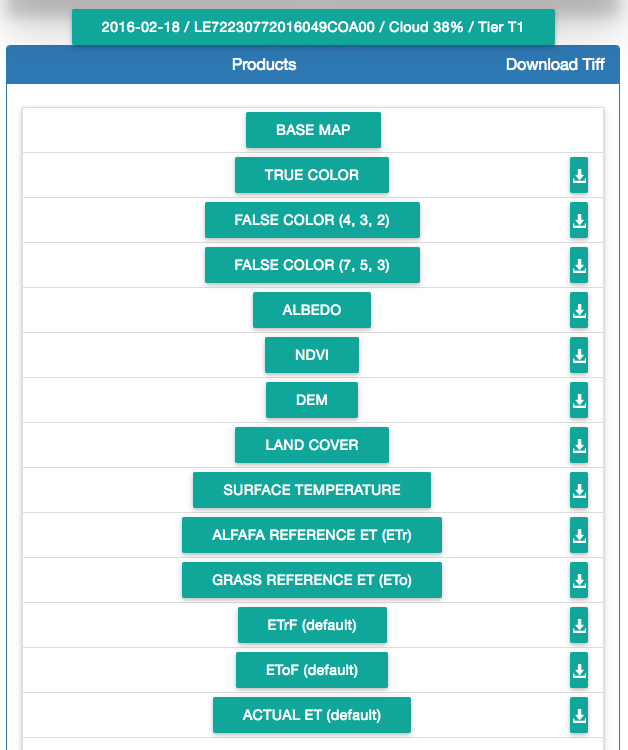 2016-02-18 / LE72230772016049COA00 / Cloud 38% / Tier T1
Products Download Tiff
BASE MAP
TRUE COLOR
FALSE COLOR (4, 3, 2)
FALSE COLOR (7, 5, 3)
ALBEDO
NDVI
DEM
LAND COVER
SURFACE TEMPERATURE
ALFAFA REFERENCE ET (ETr)
GRASS REFERENCE ET (ETo)
ETrF (default)
EToF (default)
ACTUAL ET (default)